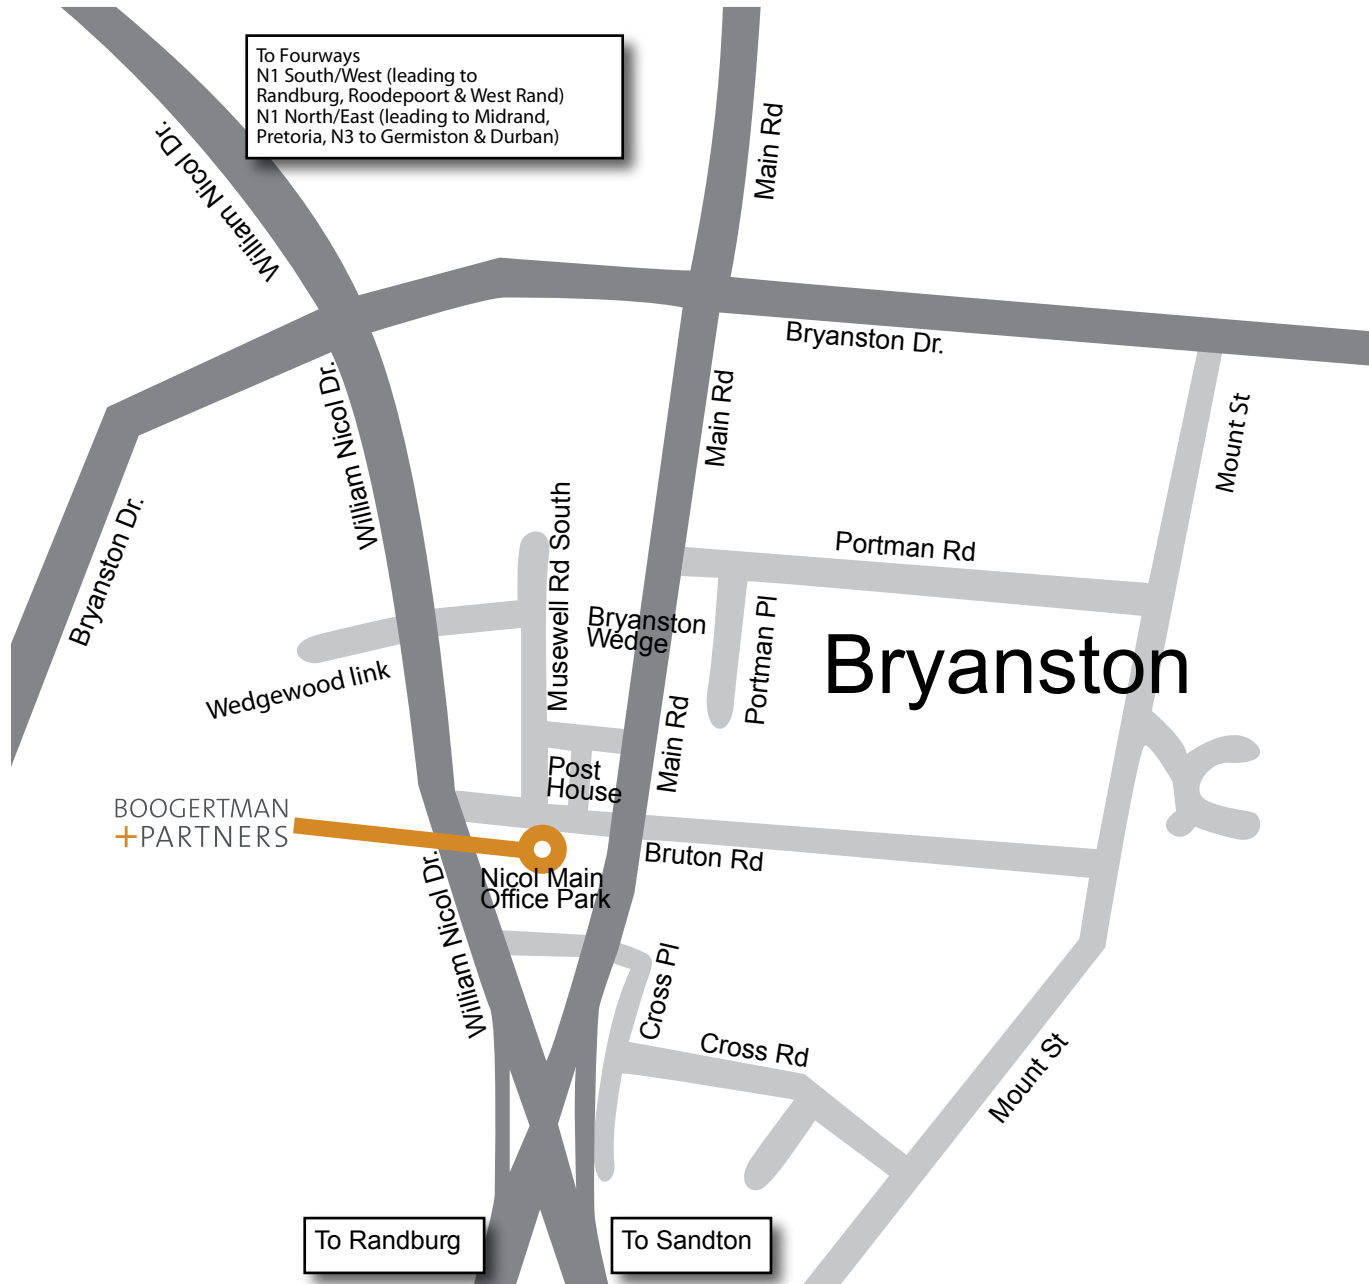 To Fourways
N1 South/West (leading to
Randburg, Roodepoort & West Rand)
N1 North/East (leading to Midrand,
Pretoria, N3 to Germiston & Durban)
William Nicol Dr.
Main Rd
Bryanston Dr.
William Nicol Dr.
Main Rd
Mount St
Bryanston Dr.
Musewell Rd South
Portman Rd
Bryanston
Wedge
Portman Pl
Bryanston
Wedgewood link
Main Rd
Post
House
BOOGERTMAN
+PARTNERS
Bruton Rd
Nicol Main
Office Park
William Nicol Dr.
Cross Pl
Cross Rd
Mount St
To Randburg
To Sandton